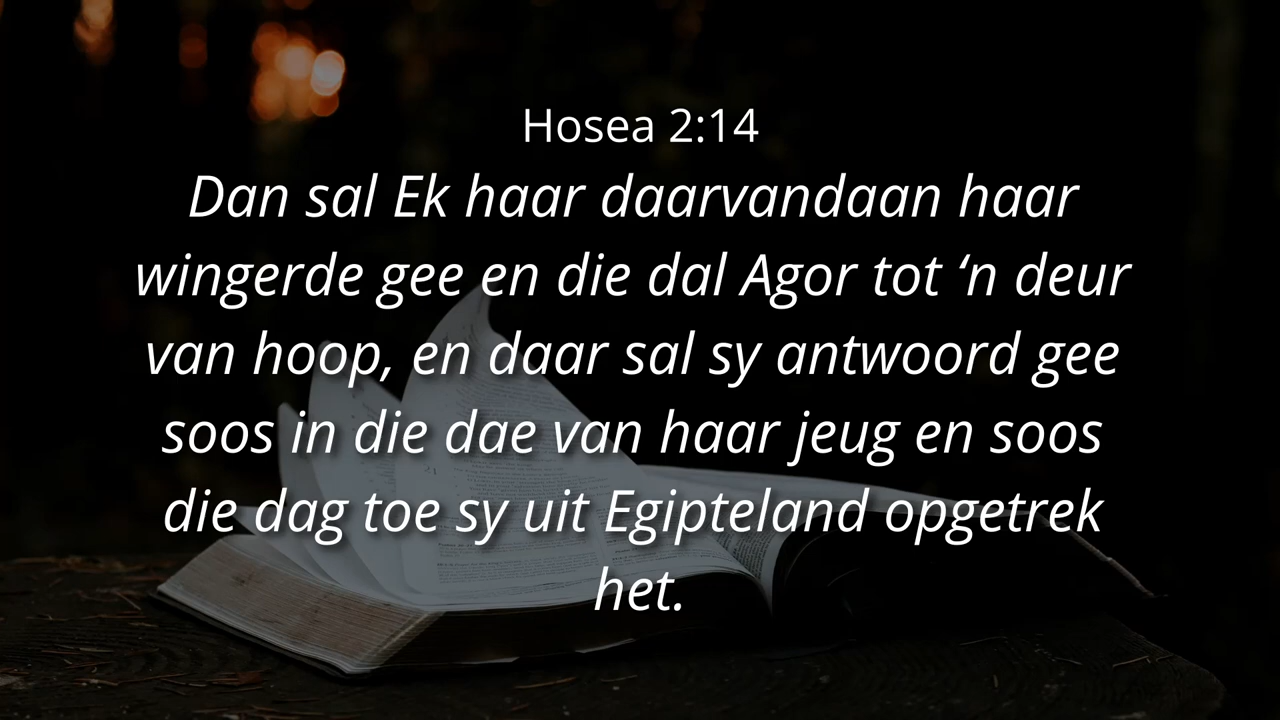 Hosea 2:14
Dan sal Ek haar daarvandaan haar
wingerde gee en die dal Agor tot ‘n deur
van hoop, en daar sal sy antwoord gee
soos in die dae van haar jeug en soos
die dag toe sy uit Egipteland opgetrek
het.